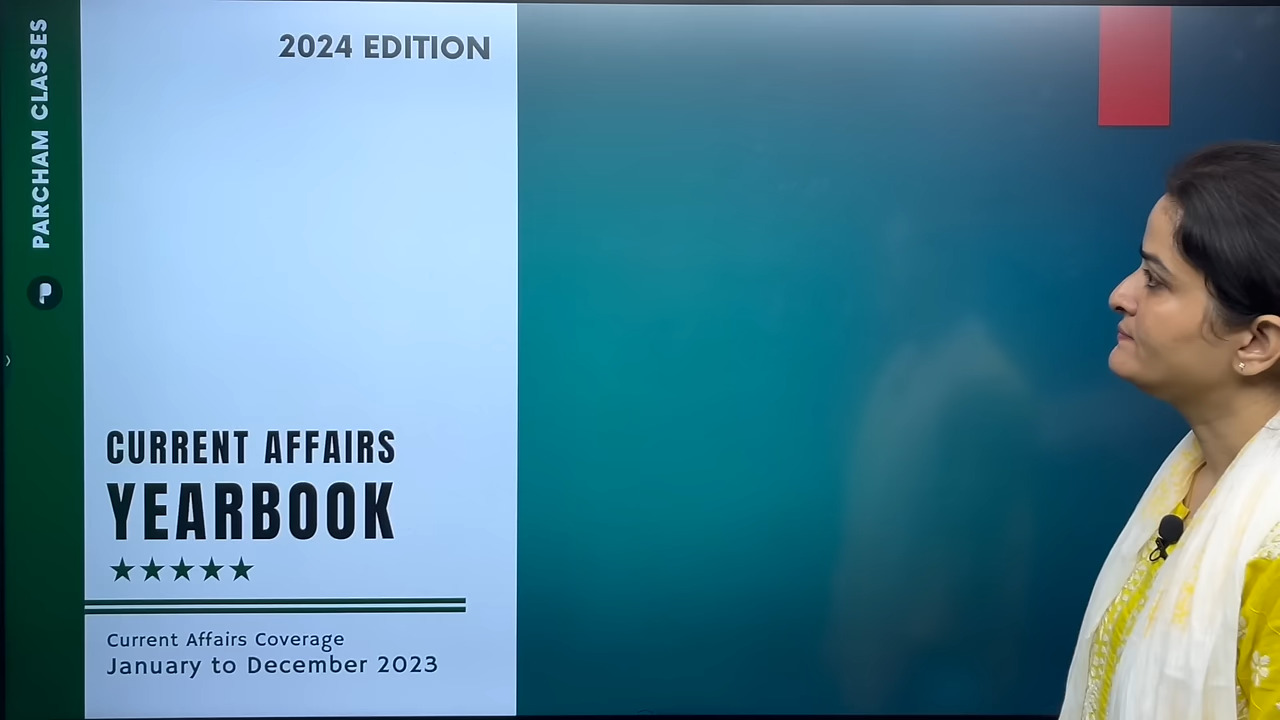 PARCHAM CLASSES
2024 EDITION
CURRENT AFFAIRS
YEARBOOK
Current Affairs Coverage
January to December 2023